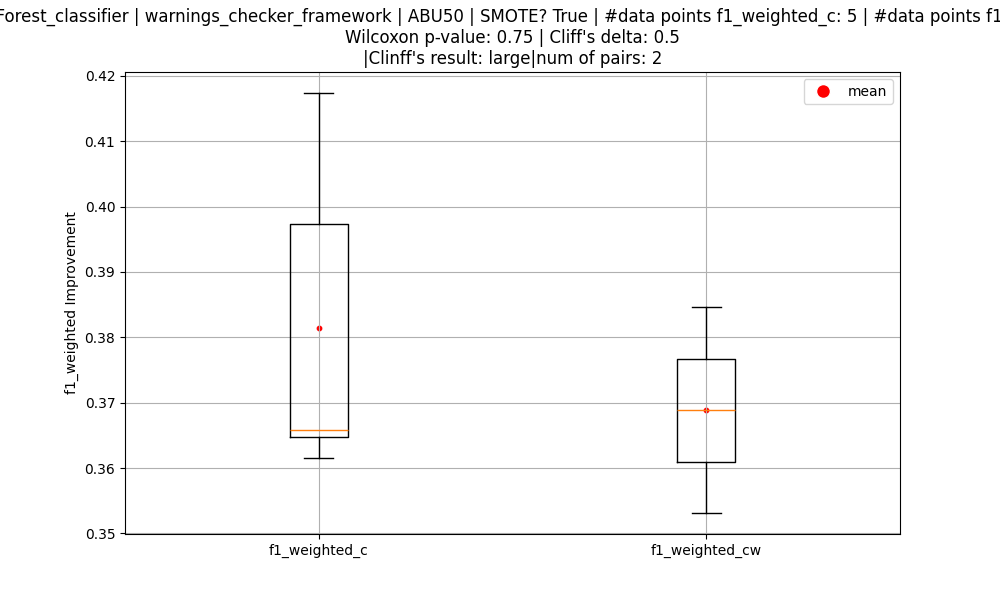 Forest_classifier | warnings_checker_framework | ABU50 | SMOTE? True | #data points f1_weighted_c: 5 | #data points f1
Wilcoxon p-value: 0.75 | Cliff's delta: 0.5
|Clinff's result: large|num of pairs: 2
mean
0.42
0.41
0.40
0.39
0.38
0.37
0.36
0.35
f1_weighted Improvement
f1_weighted_c
f1_weighted_cw